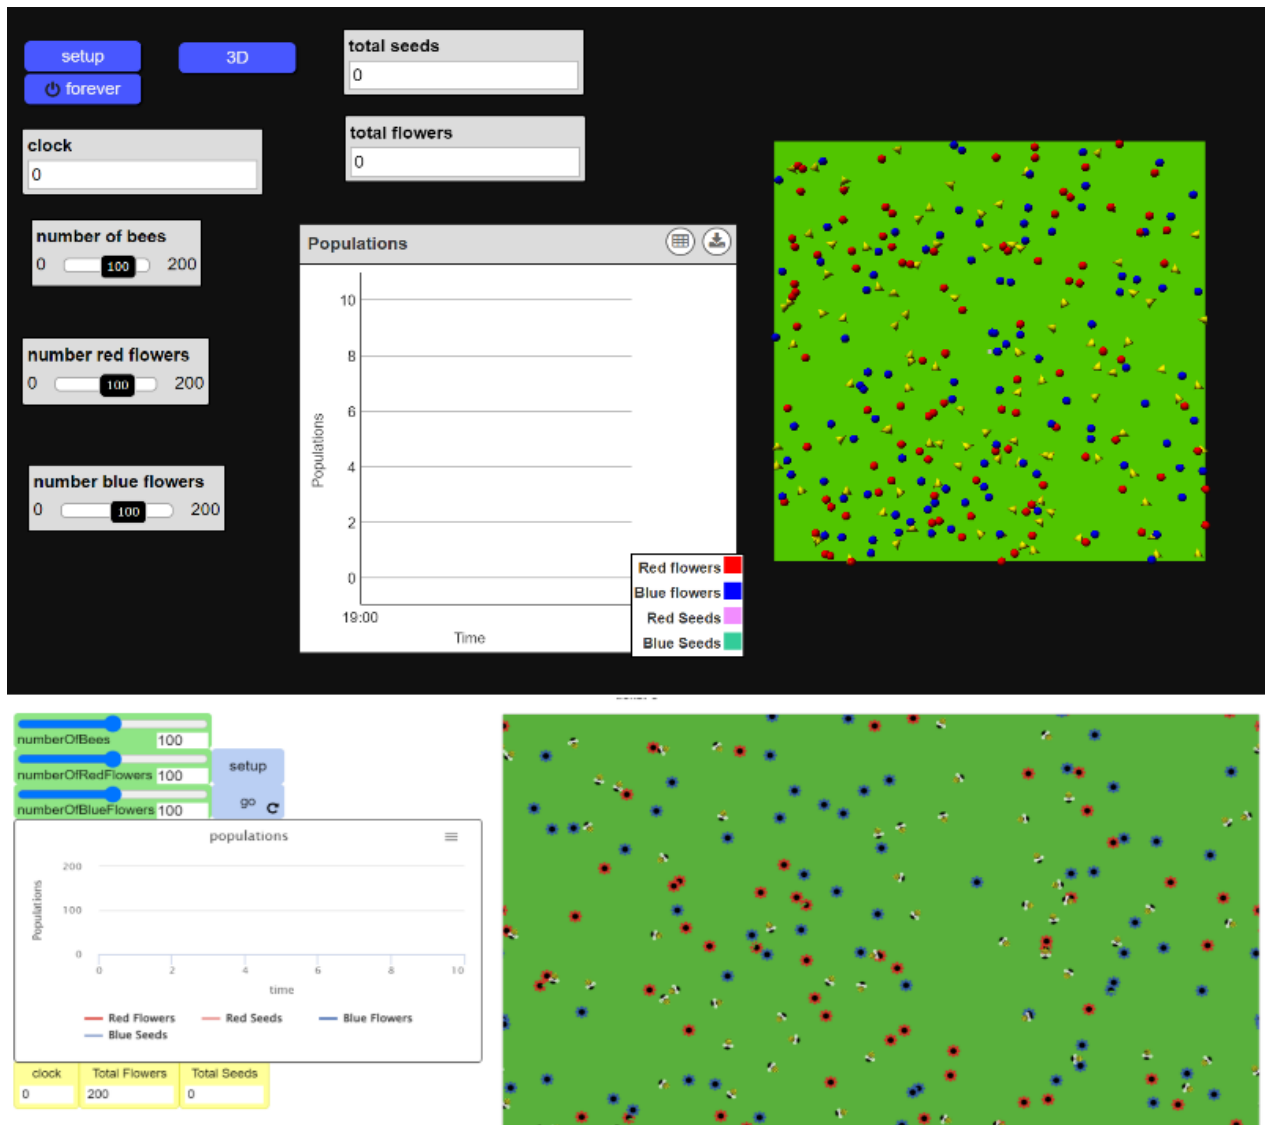 setup
3D
forever
total seeds
0
total flowers
0
clock
0
number of bees
0 100 200
number red flowers
0 100 200
number blue flowers
0 100 200
Populations
10
8
6
4
2
0
Populations
19:00
Time
Red flowers
Blue flowers
Red Seeds
Blue Seeds
numberOfBees 100
numberOfRedFlowers 100
numberOfBlueFlowers 100
setup
go
populations
200
100
0
Populations
0 2 4 6 8 10
time
Red Flowers Red Seeds Blue Flowers
Blue Seeds
clock Total Flowers Total Seeds
0 200 0